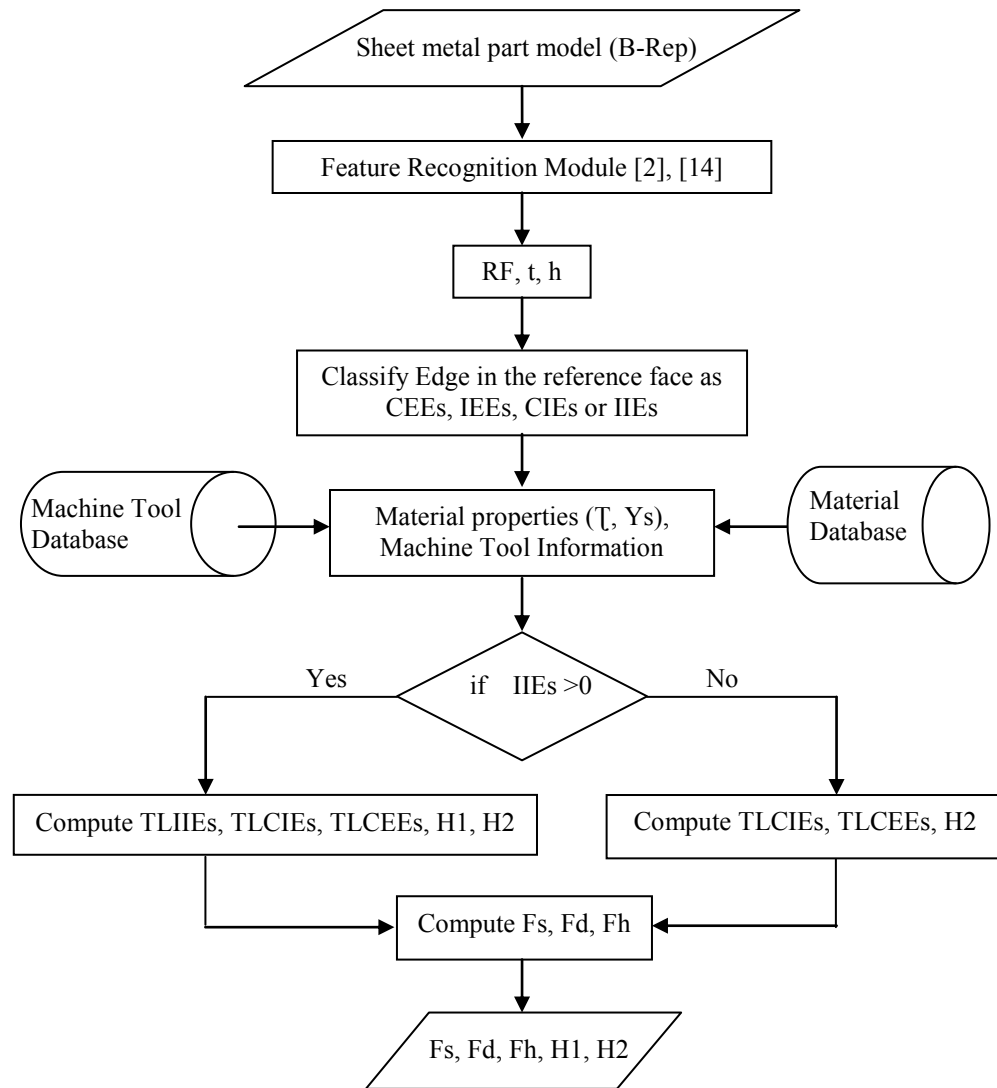 Sheet metal part model (B-Rep)
Feature Recognition Module [2], [14]
RF, t, h
Classify Edge in the reference face as
CEEs, IEEs, CIEs or IIEs
Machine Tool
Database
Material properties (Ʈ, Ys),
Machine Tool Information
Material
Database
Yes
if IIEs >0
No
Compute TLIIEs, TLCIEs, TLCEEs, H1, H2
Compute TLCIEs, TLCEEs, H2
Compute Fs, Fd, Fh
Fs, Fd, Fh, H1, H2